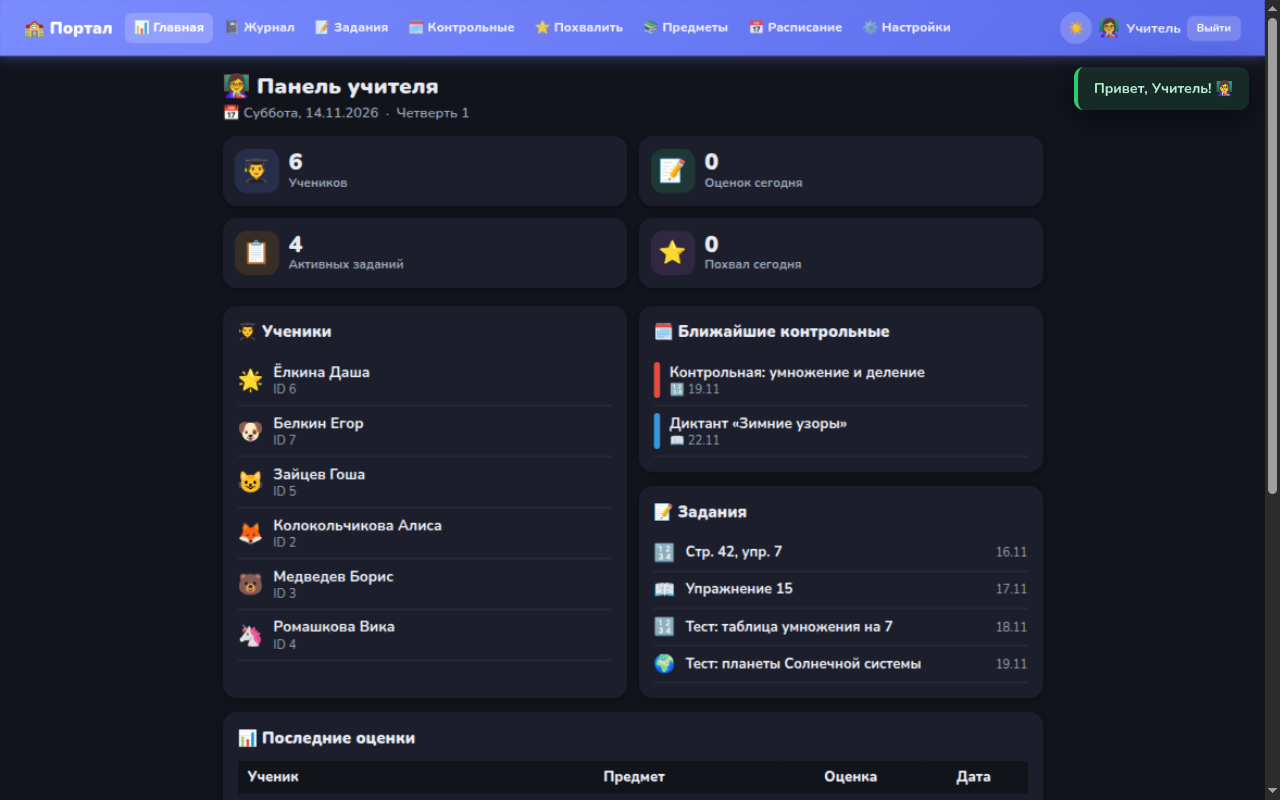 Портал
Главная
Журнал
Задания
Контрольные
Похвалить
Предметы
Расписание
Настройки
Учитель
Выйти
Привет, Учитель!
Панель учителя
Суббота, 14.11.2026 · Четверть 1
6
Учеников
0
Оценок сегодня
4
Активных заданий
0
Похвал сегодня
Ученики
Ёлкина Даша
ID 6
Белкин Егор
ID 7
Зайцев Гоша
ID 5
Колокольчикова Алиса
ID 2
Медведев Борис
ID 3
Ромашкова Вика
ID 4
Ближайшие контрольные
Контрольная: умножение и деление
19.11
Диктант «Зимние узоры»
22.11
Задания
Стр. 42, упр. 7 16.11
Упражнение 15 17.11
Тест: таблица умножения на 7 18.11
Тест: планеты Солнечной системы 19.11
Последние оценки
Ученик Предмет Оценка Дата